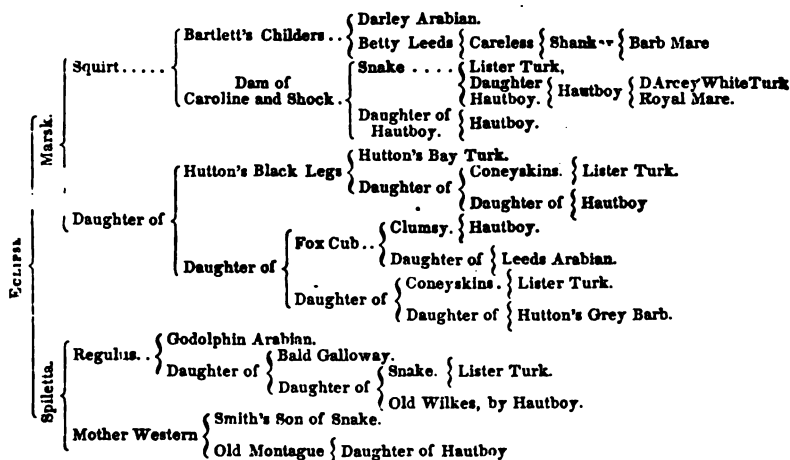 Darley Arabian.
Bartlett's Childers ..
Betty Leeds Careless Shank Barb Mare
Squirt .....
Snake .... Lister Turk,
Dam of
Caroline and Shock.
Daughter
Hautboy. Hautboy D'Arcey White Turk
Royal Mare.
Daughter of
Hautboy. Hautboy.
Marsk.
Hutton's Bay Turk.
Hutton's Black Legs
Daughter of Coneyskins. Lister Turk.
Daughter of Hautboy
Daughter of
Fox Cub .. Clumsy. Hautboy.
Daughter of Leeds Arabian.
Daughter of
Daughter of Coneyskins. Lister Turk.
Daughter of Hutton's Grey Barb.
ECLIPSE
Godolphin Arabian.
Regulus ..
Daughter of Bald Galloway.
Daughter of Snake. Lister Turk.
Old Wilkes, by Hautboy.
Spiletta.
Smith's Son of Snake.
Mother Western
Old Montague Daughter of Hautboy